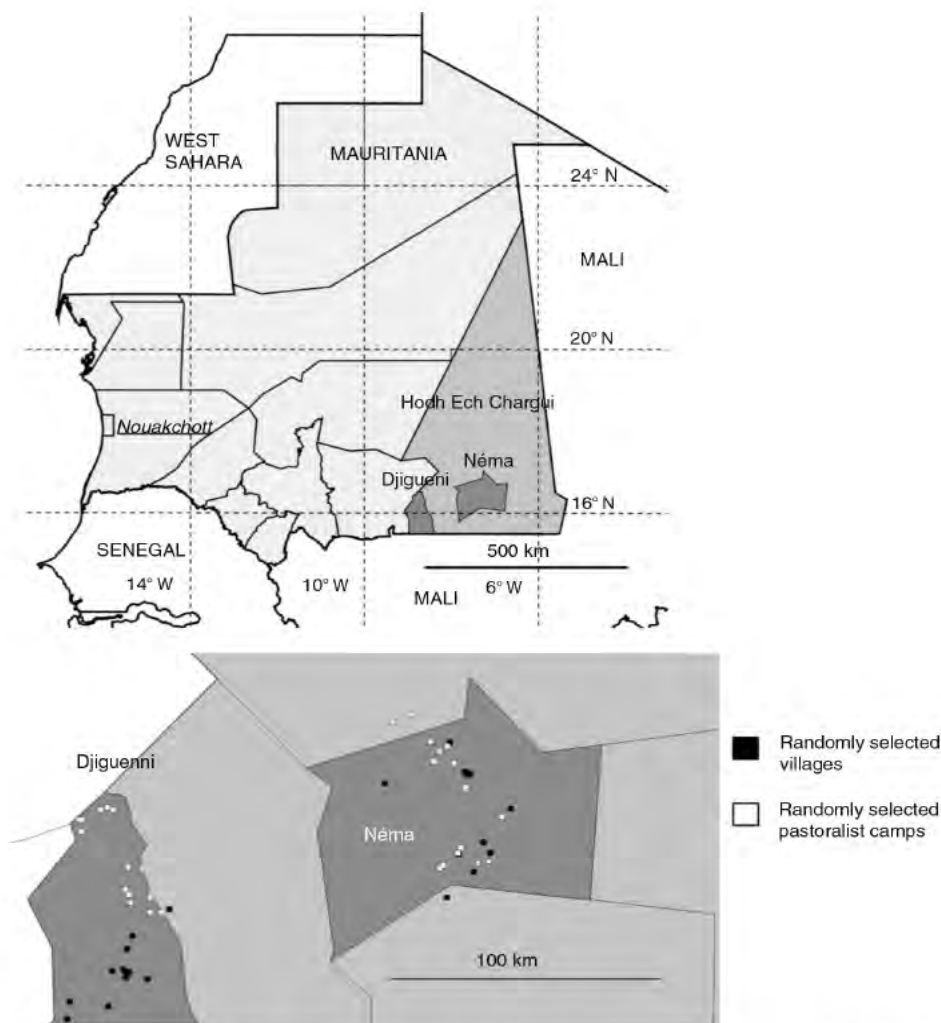 WEST
SAHARA
MAURITANIA
24° N
MALI
20° N
Hodh Ech Chargui
Nouakchott
Néma
Djigueni
16° N
SENEGAL
500 km
14° W
10° W
6° W
MALI
Djiguenni
Néma
100 km
Randomly selected
villages
Randomly selected
pastoralist camps